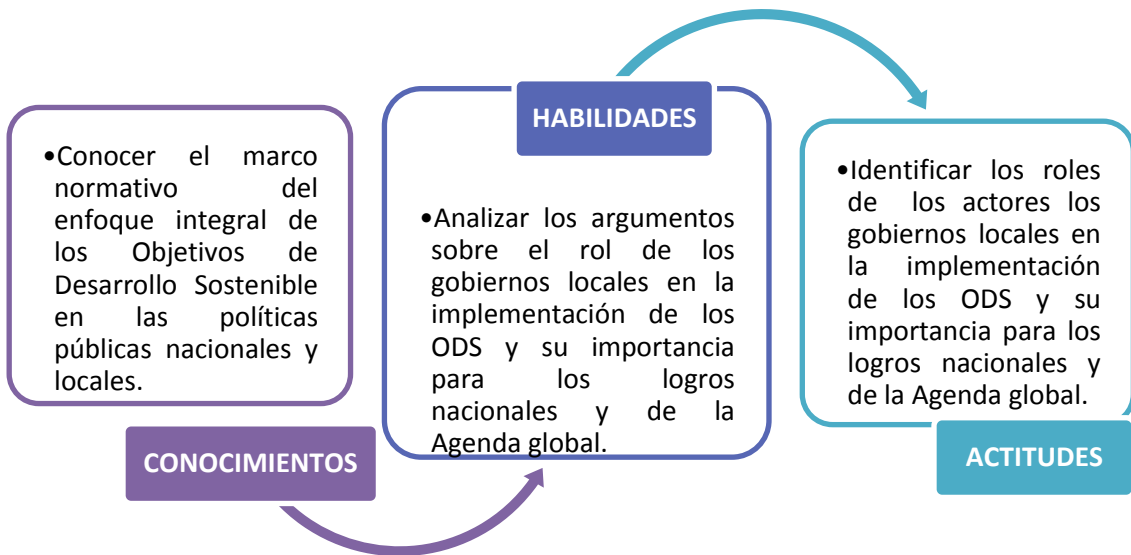 •Conocer el marco
normativo del
enfoque integral de
los Objetivos de
Desarrollo Sostenible
en las políticas
públicas nacionales y
locales.
CONOCIMIENTOS
HABILIDADES
•Analizar los argumentos
sobre el rol de los
gobiernos locales en la
implementación de los
ODS y su importancia
para los logros
nacionales y de la
Agenda global.
•Identificar los roles
de los actores los
gobiernos locales en
la implementación
de los ODS y su
importancia para los
logros nacionales y
de la Agenda global.
ACTITUDES